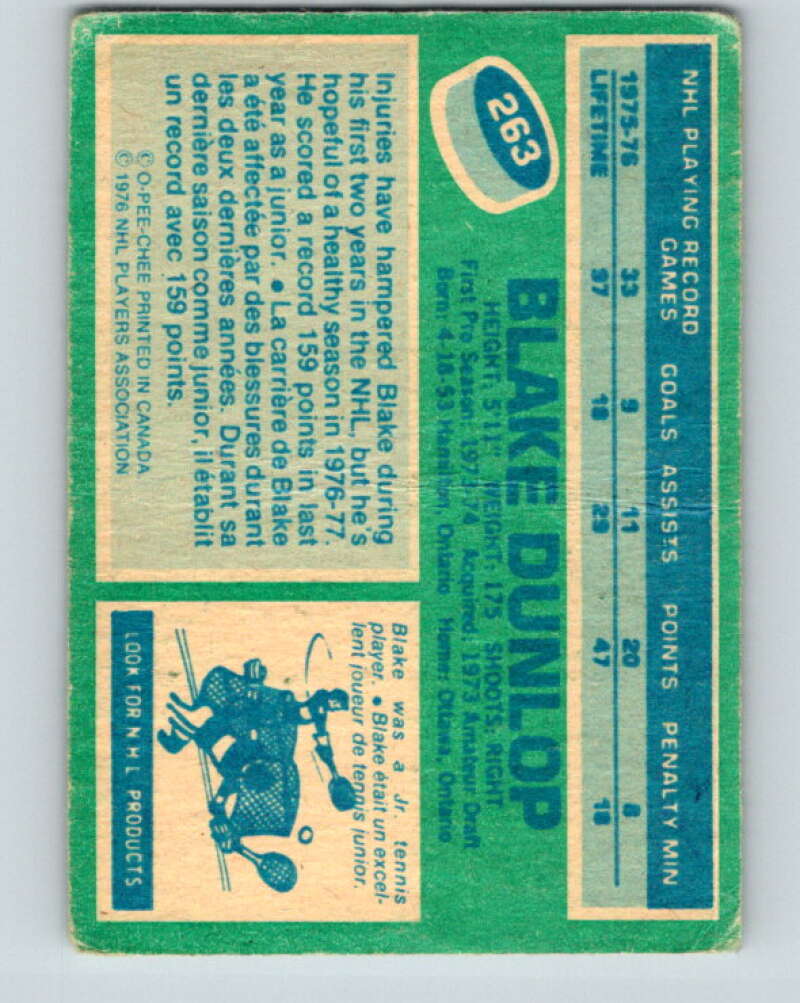 263
NHL PLAYING RECORD
GAMES GOALS ASSISTS POINTS PENALTY MIN
1975-76 33 9 11 20 8
LIFETIME 97 18 29 47 18
BLAKE DUNLOP
HEIGHT: 5'11" WEIGHT: 175 SHOOTS: RIGHT
First Pro Season: 1973-74 Acquired: 1973 Amateur Draft
Born: 4-18-53 Hamilton, Ontario Home: Ottawa, Ontario
Injuries have hampered Blake during
his first two years in the NHL, but he's
hopeful of a healthy season in 1976-77.
He scored a record 159 points in last
year as a junior. • La carrière de Blake
a été affectée par des blessures durant
les deux dernières années. Durant sa
dernière saison comme junior, il établit
un record avec 159 points.
© O-PEE-CHEE PRINTED IN CANADA
© 1976 NHL PLAYERS ASSOCIATION
Blake was a Jr. tennis
player. • Blake était un excel-
lent joueur de tennis junior.
LOOK FOR NHL PRODUCTS